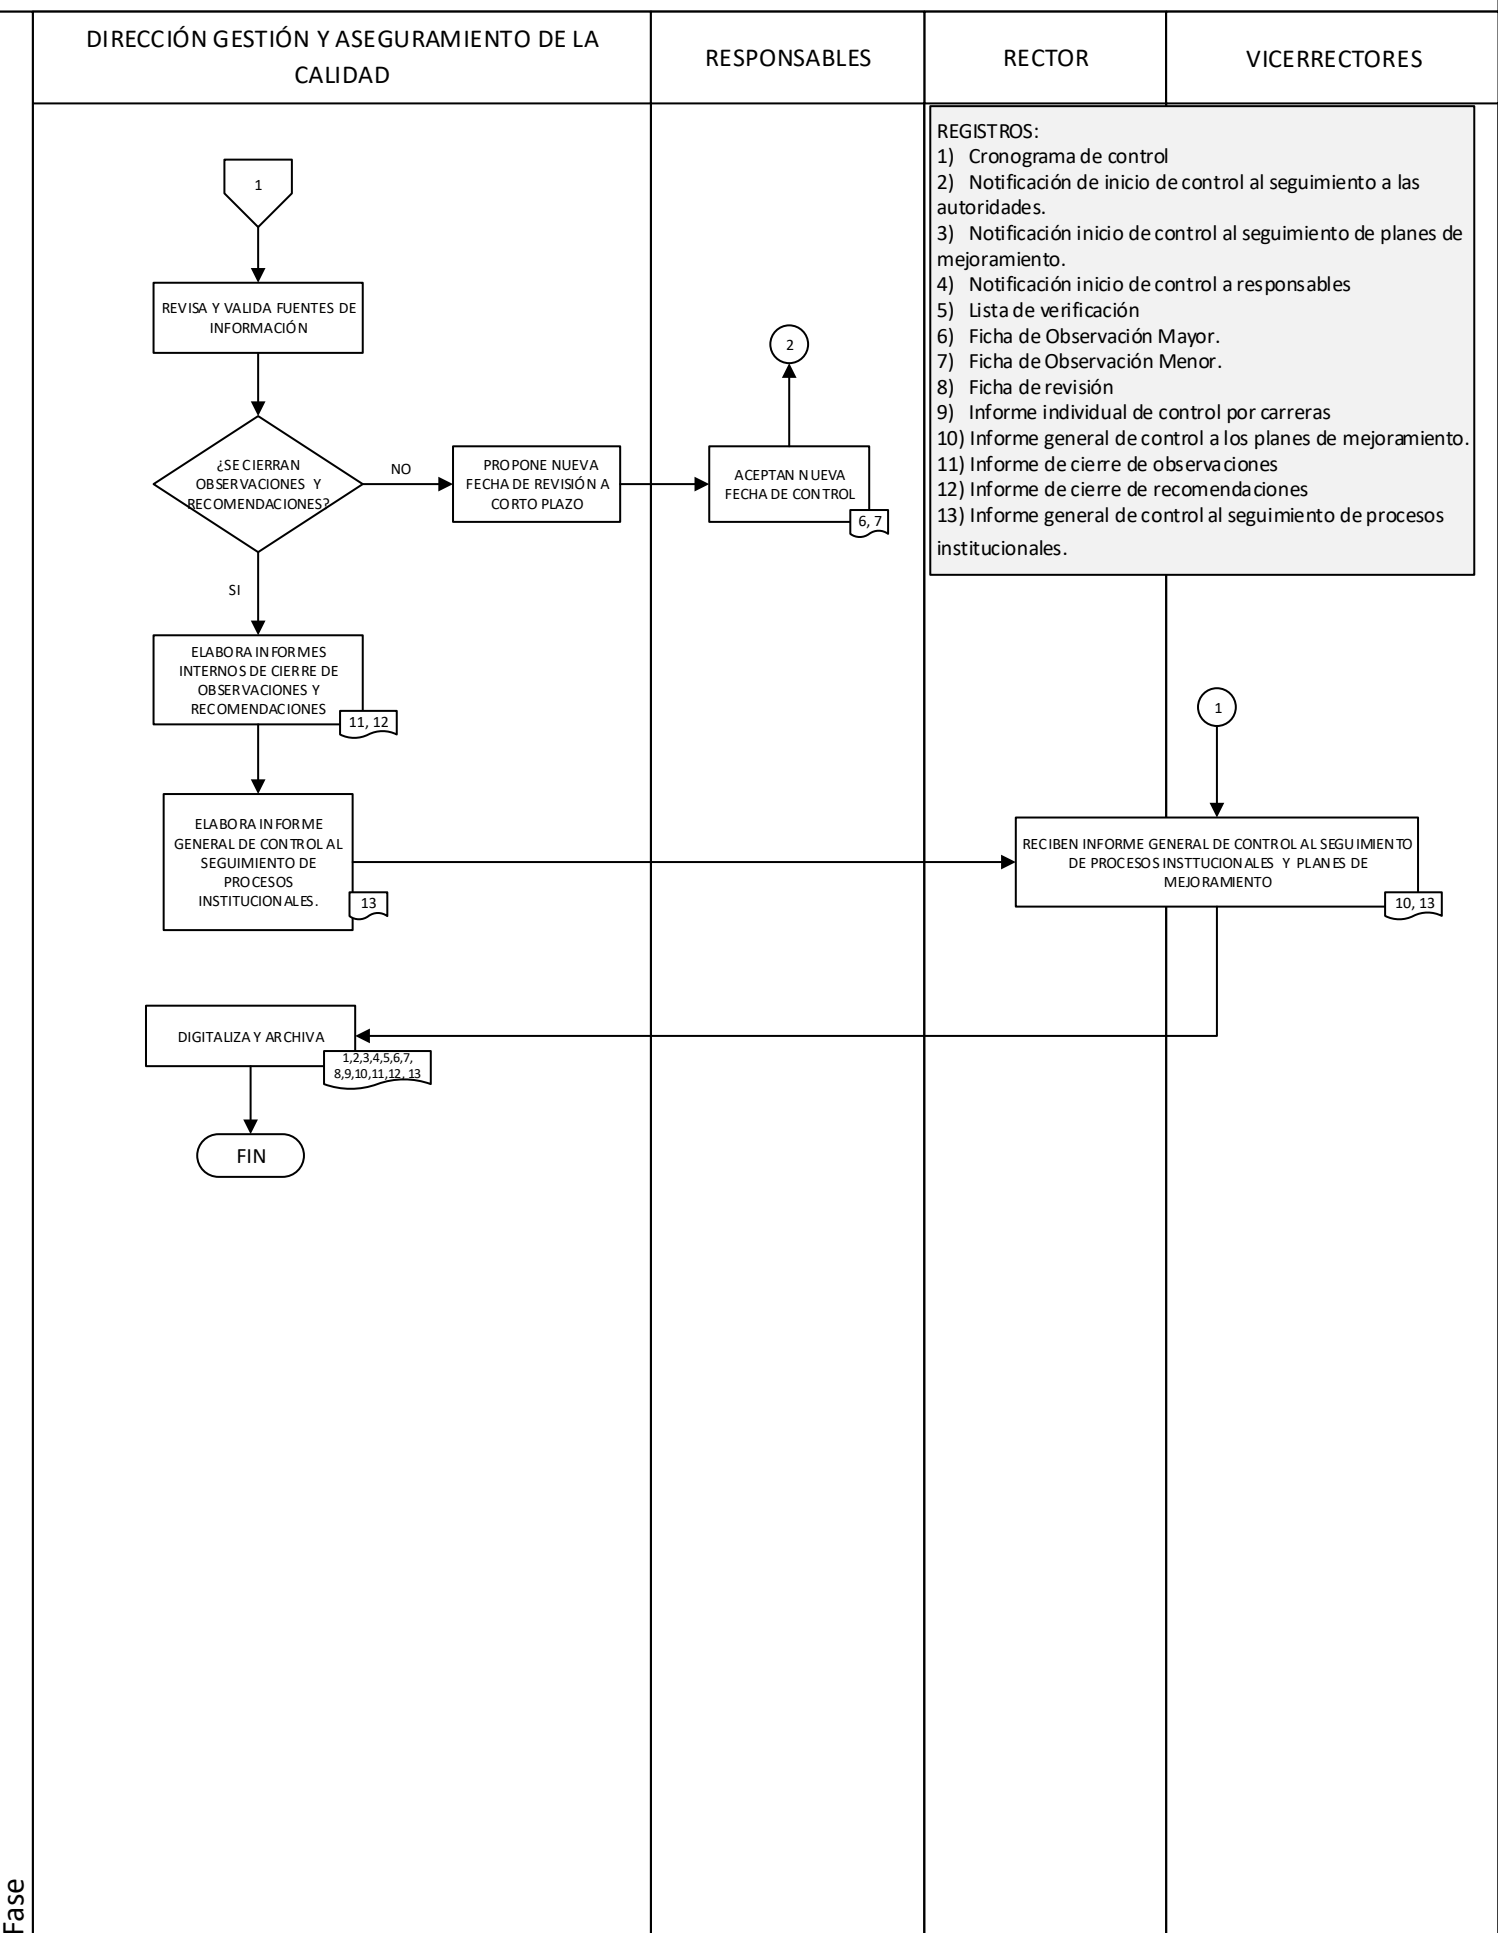 DIRECCIÓN GESTIÓN Y ASEGURAMIENTO DE LA
CALIDAD
RESPONSABLES
RECTOR
VICERRECTORES
REGISTROS:
1) Cronograma de control
2) Notificación de inicio de control al seguimiento a las
autoridades.
3) Notificación inicio de control al seguimiento de planes de
mejoramiento.
4) Notificación inicio de control a responsables
5) Lista de verificación
6) Ficha de Observación Mayor.
7) Ficha de Observación Menor.
8) Ficha de revisión
9) Informe individual de control por carreras
10) Informe general de control a los planes de mejoramiento.
11) Informe de cierre de observaciones
12) Informe de cierre de recomendaciones
13) Informe general de control al seguimiento de procesos
institucionales.
1
REVISA Y VALIDA FUENTES DE
INFORMACIÓN
2
¿SE CIERRAN
OBSERVACIONES Y
RECOMENDACIONES?
NO
PROPONE NUEVA
FECHA DE REVISIÓN A
CORTO PLAZO
ACEPTAN NUEVA
FECHA DE CONTROL
6, 7
SI
ELABORA INFORMES
INTERNOS DE CIERRE DE
OBSERVACIONES Y
RECOMENDACIONES
11, 12
1
ELABORA INFORME
GENERAL DE CONTROL AL
SEGUIMIENTO DE
PROCESOS
INSTITUCIONALES.
13
RECIBEN INFORME GENERAL DE CONTROL AL SEGUIMIENTO
DE PROCESOS INSTTUCIONALES Y PLANES DE
MEJORAMIENTO
10, 13
DIGITALIZA Y ARCHIVA
1,2,3,4,5,6,7,
8,9,10,11,12, 13
FIN
Fase